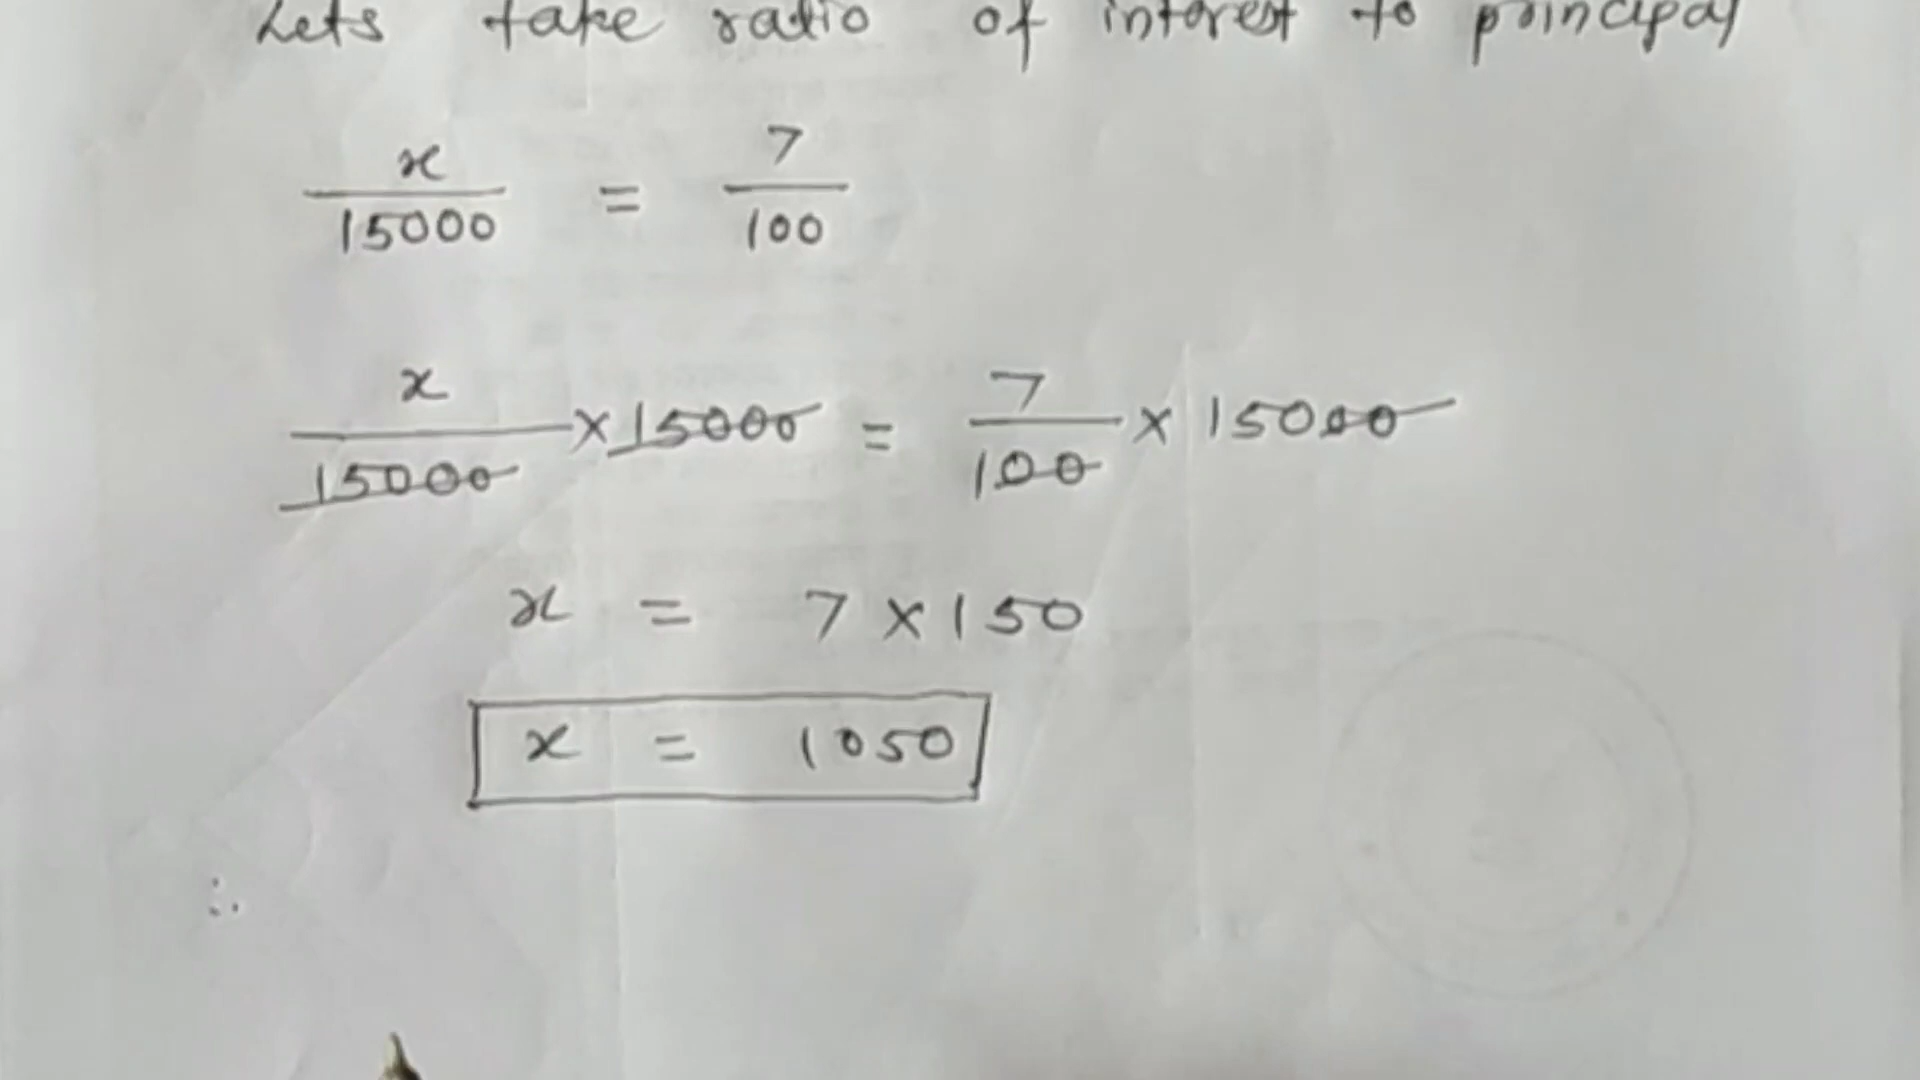 Lets take ratio of interest to principal
x/15000 = 7/100
x/15000 × 15000 = 7/100 × 15000
x = 7 × 150
x = 1050
∴